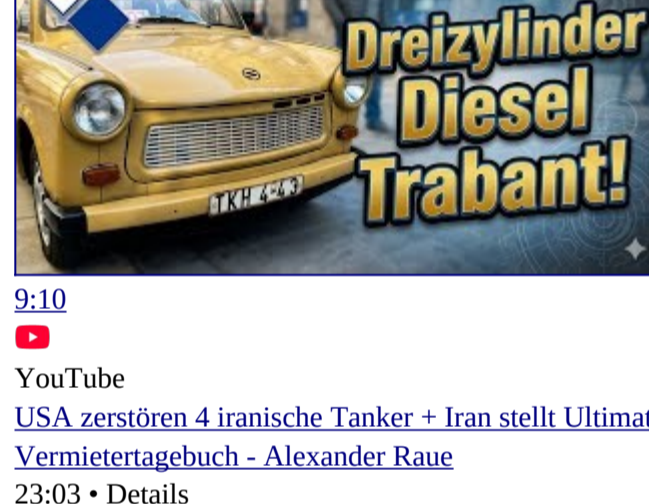 Dreizylinder
Diesel
Trabant!
TKH 4-43
9:10
YouTube
USA zerstören 4 iranische Tanker + Iran stellt
Vermietertagebuch - Alexander Raue
23:03 • Details